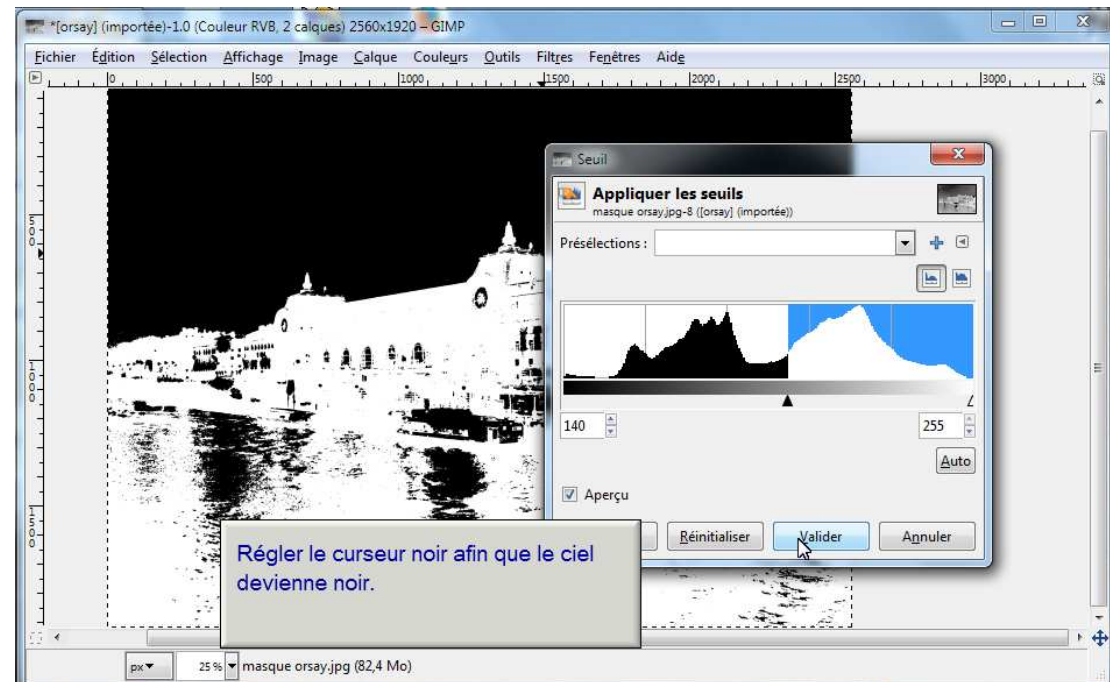 *[orsay] (importée)-1.0 (Couleur RVB, 2 calques) 2560x1920 – GIMP
Fichier Édition Sélection Affichage Image Calque Couleurs Outils Filtres Fenêtres Aide
0 500 1000 1500 2000 2500 3000
500
1000
1500
Seuil
Appliquer les seuils
masque orsay.jpg-8 ([orsay] (importée))
Présélections :
140 255
Auto
Aperçu
Réinitialiser Valider Annuler
Régler le curseur noir afin que le ciel
devienne noir.
px 25 % masque orsay.jpg (82,4 Mo)